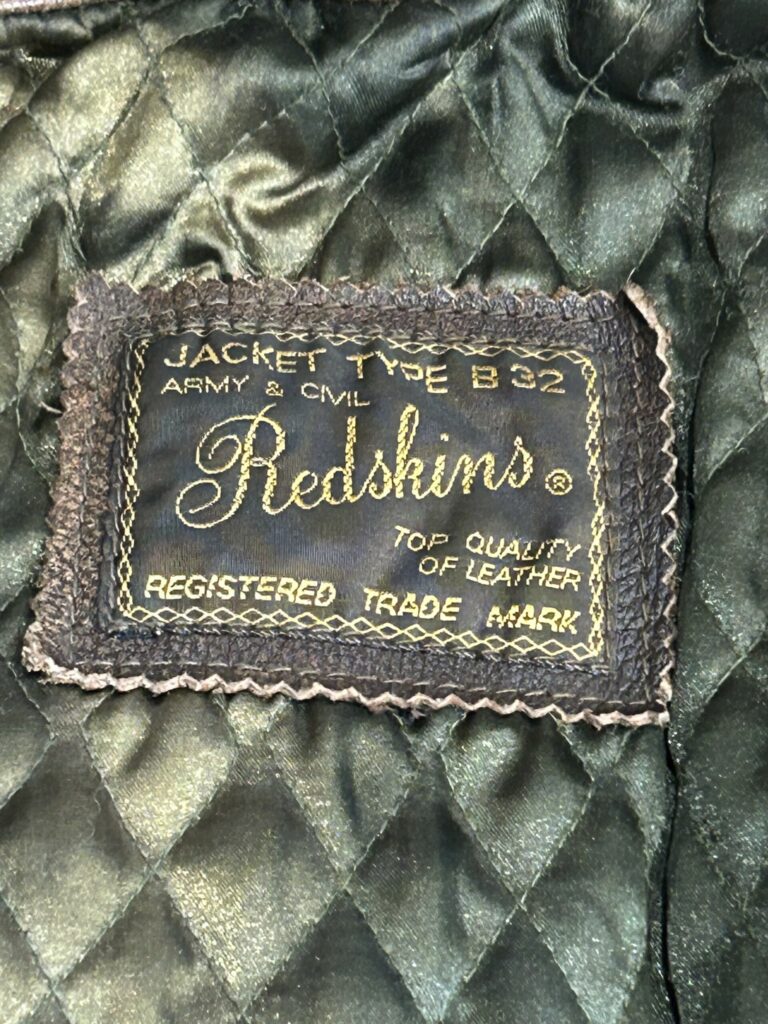 JACKET TYPE B 32
ARMY & CIVIL
Redskins ®
TOP QUALITY
OF LEATHER
REGISTERED TRADE MARK